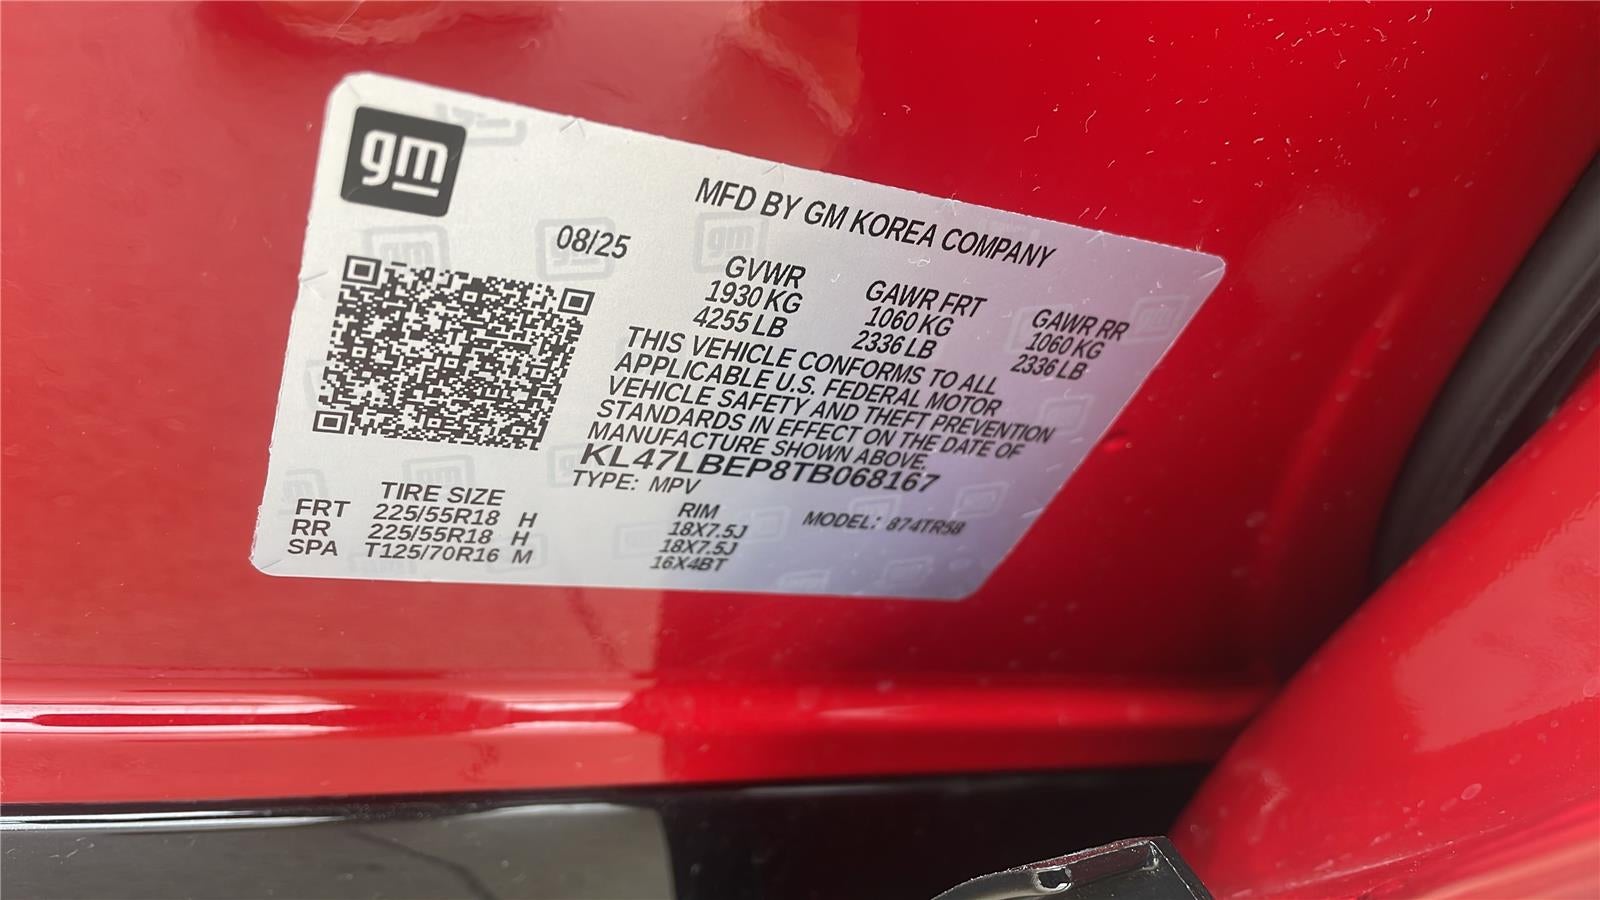 gm
MFD BY GM KOREA COMPANY
08/25
GVWR GAWR FRT GAWR RR
1930 KG 1060 KG 1060 KG
4255 LB 2336 LB 2336 LB
THIS VEHICLE CONFORMS TO ALL
APPLICABLE U.S. FEDERAL MOTOR
VEHICLE SAFETY AND THEFT PREVENTION
STANDARDS IN EFFECT ON THE DATE OF
MANUFACTURE SHOWN ABOVE.
KL47LBEP8TB068167
TYPE: MPV MODEL: 874TR58
TIRE SIZE RIM
FRT 225/55R18 H 18X7.5J
RR 225/55R18 H 18X7.5J
SPA T125/70R16 M 16X4BT